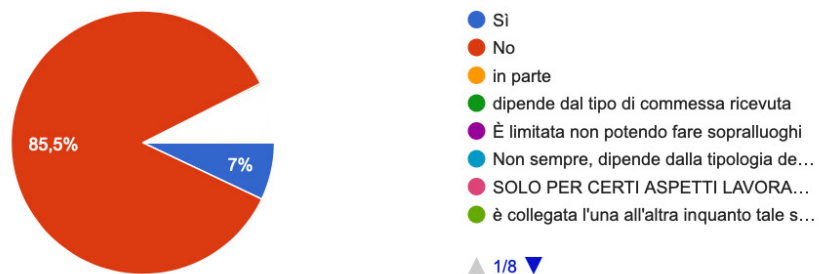 85,5%
7%
Sì
No
in parte
dipende dal tipo di commessa ricevuta
È limitata non potendo fare sopralluoghi
Non sempre, dipende dalla tipologia de…
SOLO PER CERTI ASPETTI LAVORA…
è collegata l'una all'altra inquanto tale s…
1/8